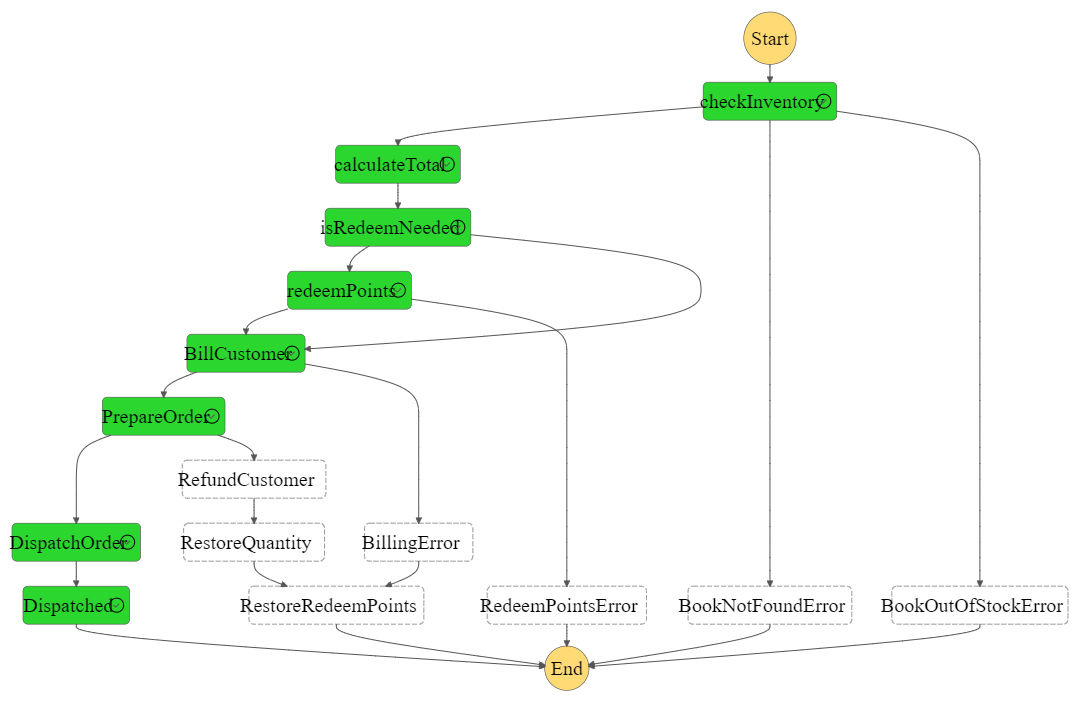 Start
checkInventory
calculateTotal
isRedeemNeeded
redeemPoints
BillCustomer
PrepareOrder
RefundCustomer
DispatchOrder
RestoreQuantity
BillingError
Dispatched
RestoreRedeemPoints
RedeemPointsError
BookNotFoundError
BookOutOfStockError
End